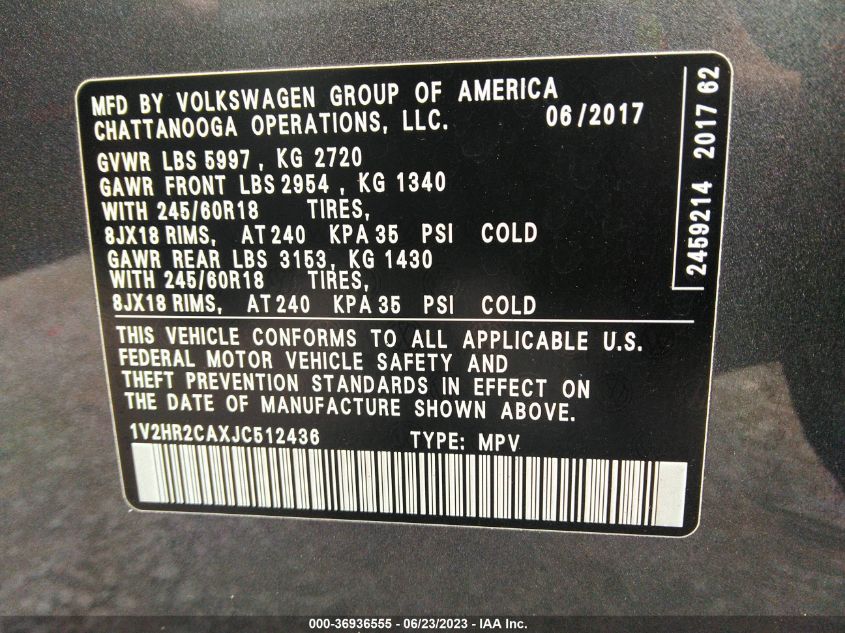 MFD BY VOLKSWAGEN GROUP OF AMERICA
CHATTANOOGA OPERATIONS, LLC. 06/2017
GVWR LBS 5997, KG 2720
GAWR FRONT LBS 2954, KG 1340
WITH 245/60R18 TIRES,
8JX18 RIMS, AT 240 KPA 35 PSI COLD
GAWR REAR LBS 3153, KG 1430
WITH 245/60R18 TIRES,
8JX18 RIMS, AT 240 KPA 35 PSI COLD
THIS VEHICLE CONFORMS TO ALL APPLICABLE U.S.
FEDERAL MOTOR VEHICLE SAFETY AND
THEFT PREVENTION STANDARDS IN EFFECT ON
THE DATE OF MANUFACTURE SHOWN ABOVE.
1V2HR2CAXJC512436 TYPE: MPV
2459214 2017 62
000-36936555 - 06/23/2023 - IAA Inc.